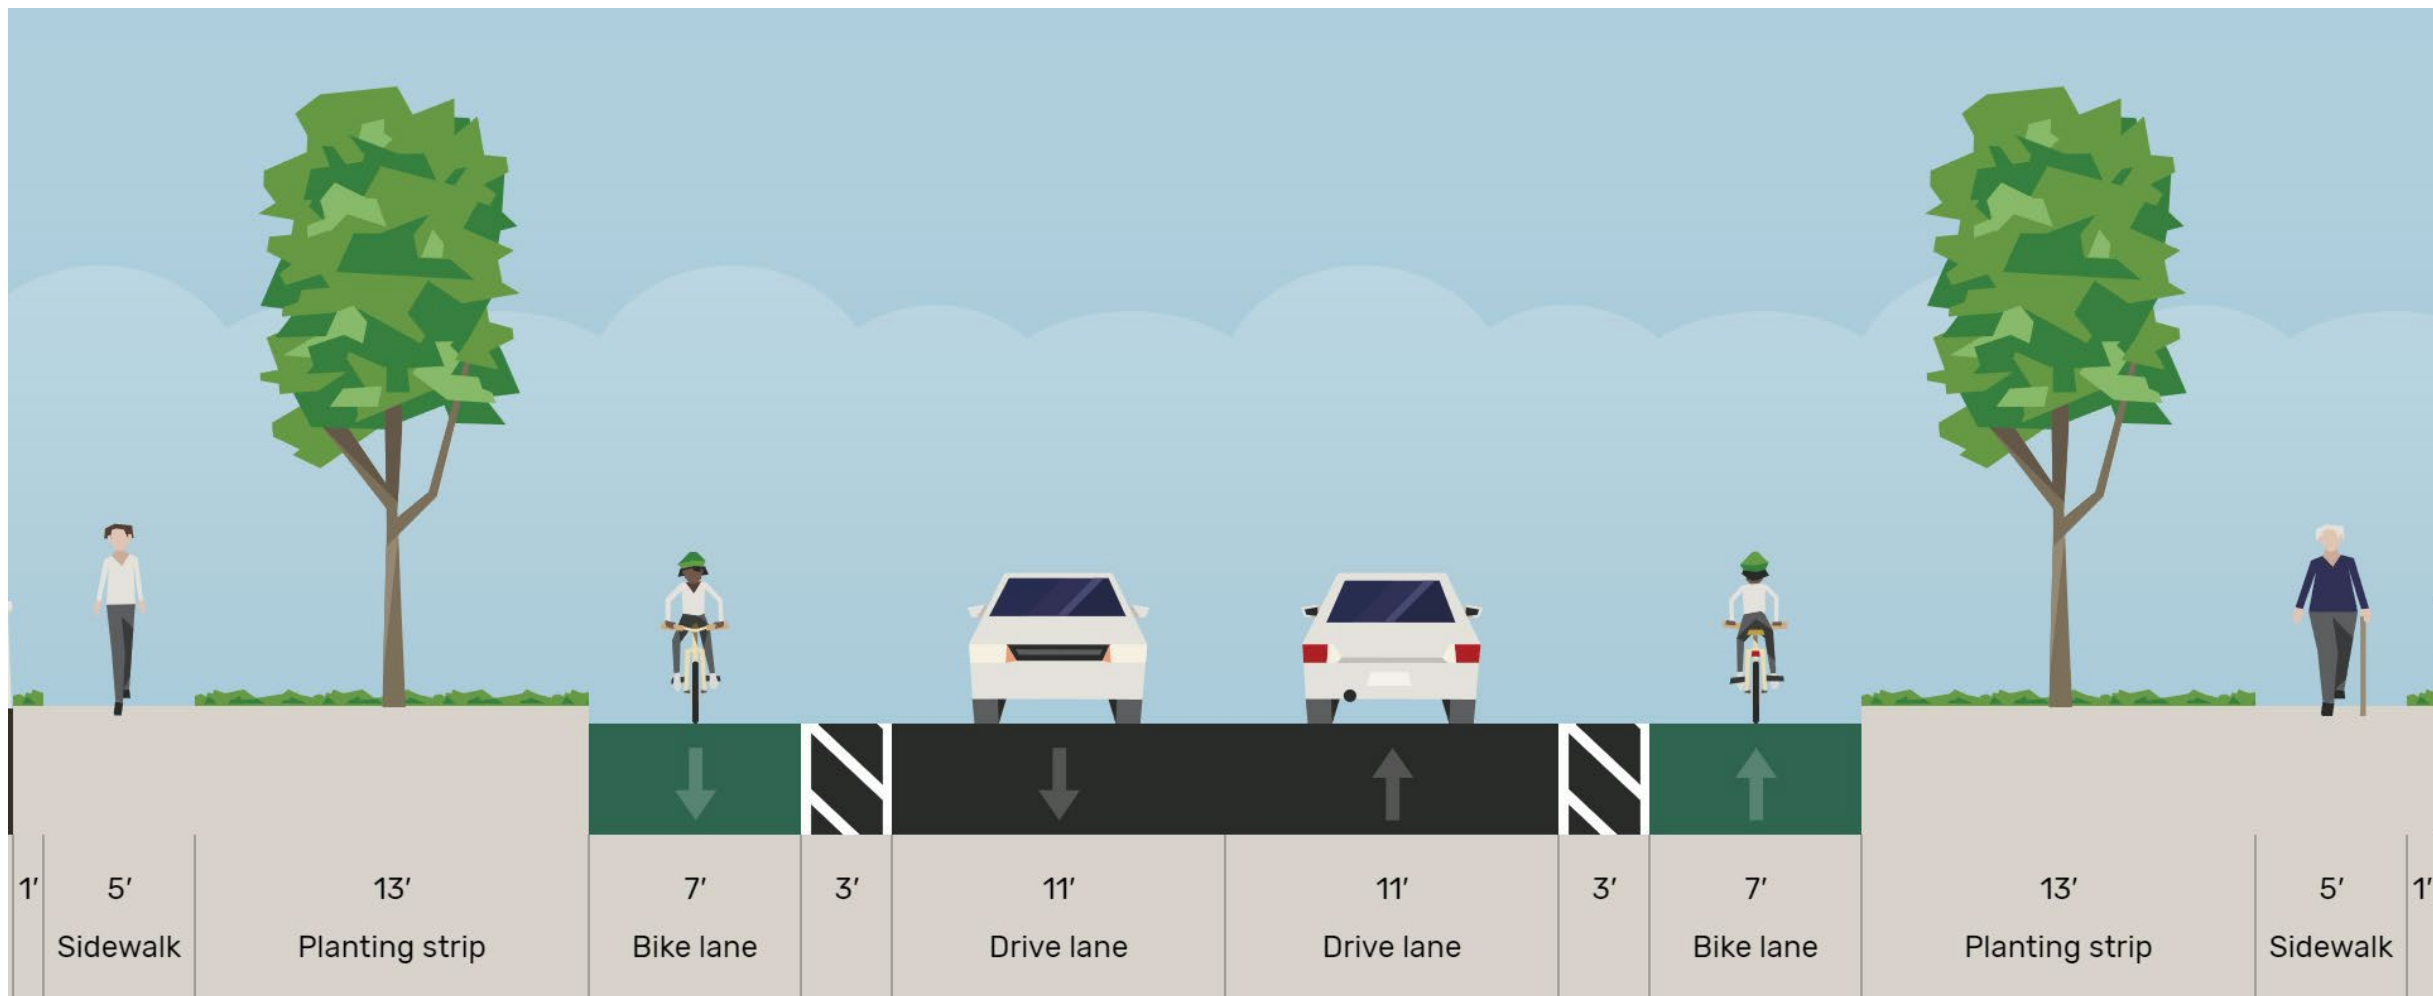 1' 5' 13' 7' 3' 11' 11' 3' 7' 13' 5' 1'
Sidewalk Planting strip Bike lane Drive lane Drive lane Bike lane Planting strip Sidewalk